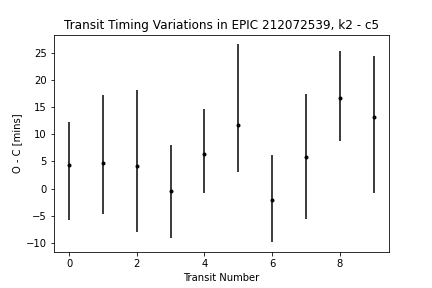 Transit Timing Variations in EPIC 212072539, k2 - c5
O - C [mins]
25
20
15
10
5
0
−5
−10
0 2 4 6 8
Transit Number